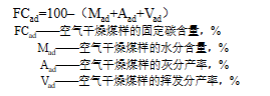 FCad=100–（Mad+Aad+Vad）
FCad——空气干燥煤样的固定碳含量，%
Mad——空气干燥煤样的水分含量，%
Aad——空气干燥煤样的灰分产率，%
Vad——空气干燥煤样的挥发分产率，%